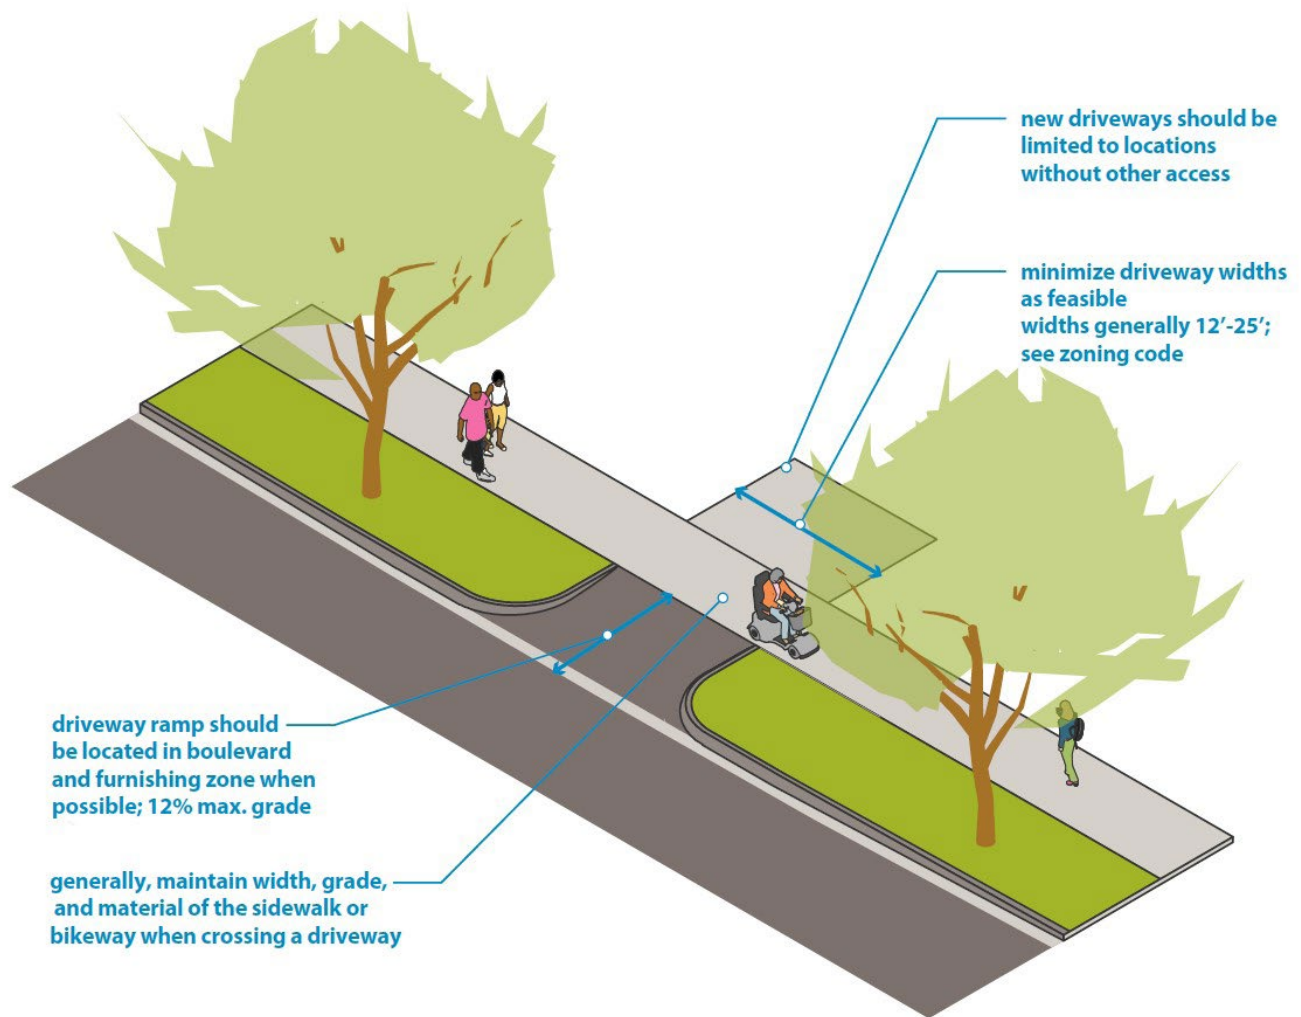 new driveways should be
limited to locations
without other access
minimize driveway widths
as feasible
widths generally 12’-25’;
see zoning code
driveway ramp should
be located in boulevard
and furnishing zone when
possible; 12% max. grade
generally, maintain width, grade,
and material of the sidewalk or
bikeway when crossing a driveway